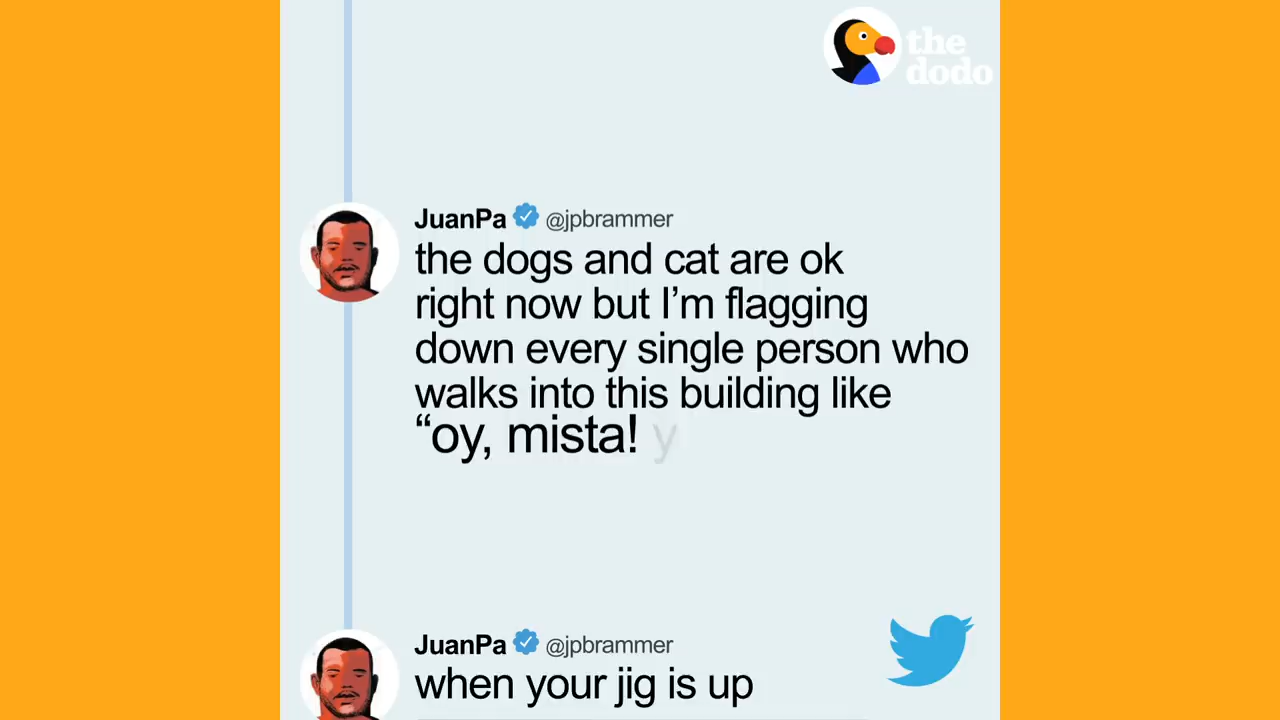 the
dodo
JuanPa @jpbrammer
the dogs and cat are ok
right now but I’m flagging
down every single person who
walks into this building like
“oy, mista! y
JuanPa @jpbrammer
when your jig is up